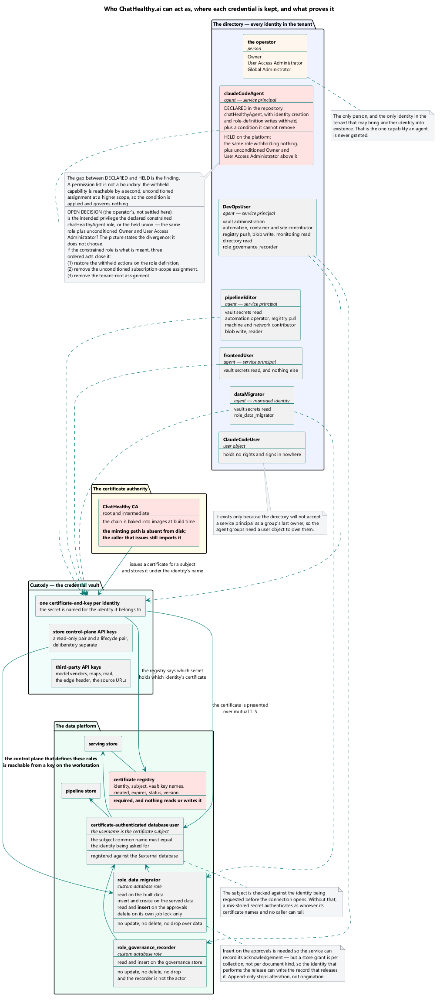 Who ChatHealthy.ai can act as, where each credential is kept, and what proves it
The directory — every identity in the tenant
the operator
person
Owner
User Access Administrator
Global Administrator
claudeCodeAgent
agent — service principal
DECLARED in the repository:
chatHealthyAgent, with identity creation
and role-definition writes withheld,
plus a condition it cannot remove
HELD on the platform:
the same role withholding nothing,
plus unconditioned Owner and
User Access Administrator above it
The only person, and the only identity in the
tenant that may bring another identity into
existence. That is the one capability an agent
is never granted.
The gap between DECLARED and HELD is the finding.
A permission list is not a boundary: the withheld
capability is reachable by a second, unconditioned
assignment at a higher scope, so the condition is
applied and governs nothing.
OPEN DECISION (the operator's, not settled here):
is the intended privilege the declared constrained
chatHealthyAgent role, or the held union — the same
role plus unconditioned Owner and User Access
Administrator? The picture states the divergence; it
does not choose.
If the constrained role is what is meant, three
ordered acts close it:
(1) restore the withheld actions on the role definition,
(2) remove the unconditioned subscription-scope assignment,
(3) remove the tenant-root assignment.
DevOpsUser
agent — service principal
vault administration
automation, container and site contributor
registry push, blob write, monitoring read
directory read
role_governance_recorder
pipelineEditor
agent — service principal
vault secrets read
automation operator, registry pull
machine and network contributor
blob write, reader
frontendUser
agent — service principal
vault secrets read, and nothing else
dataMigrator
agent — managed identity
vault secrets read
role_data_migrator
ClaudeCodeUser
user object
holds no rights and signs in nowhere
The certificate authority
ChatHealthy CA
root and intermediate
the chain is baked into images at build time
the minting path is absent from disk;
the caller that issues still imports it
It exists only because the directory will not accept
a service principal as a group's last owner, so the
agent groups need a user object to own them.
issues a certificate for a subject
and stores it under the identity's name
Custody — the credential vault
one certificate-and-key per identity
the secret is named for the identity it belongs to
store control-plane API keys
a read-only pair and a lifecycle pair,
deliberately separate
third-party API keys
model vendors, maps, mail,
the edge header, the source URLs
the registry says which secret
holds which identity's certificate
the certificate is presented
over mutual TLS
The data platform
serving store
the control plane that defines these roles
is reachable from a key on the workstation
certificate registry
identity, subject, vault key names,
created, expires, status, version
required, and nothing reads or writes it
pipeline store
certificate-authenticated database user
the username is the certificate subject
the subject common name must equal
the identity being asked for
registered against the $external database
role_data_migrator
custom database role
read on the built data
insert and create on the served data
read and insert on the approvals
delete on its own job lock only
no update, no delete, no drop over data
The subject is checked against the identity being
requested before the connection opens. Without that,
a mis-stored secret authenticates as whoever its
certificate names and no caller can tell.
role_governance_recorder
custom database role
read and insert on the governance store
no update, no delete, no drop
and the recorder is not the actor
Insert on the approvals is needed so the service can
record its acknowledgement — but a store grant is per
collection, not per document kind, so the identity that
performs the release can write the record that releases
it. Append-only stops alteration, not origination.